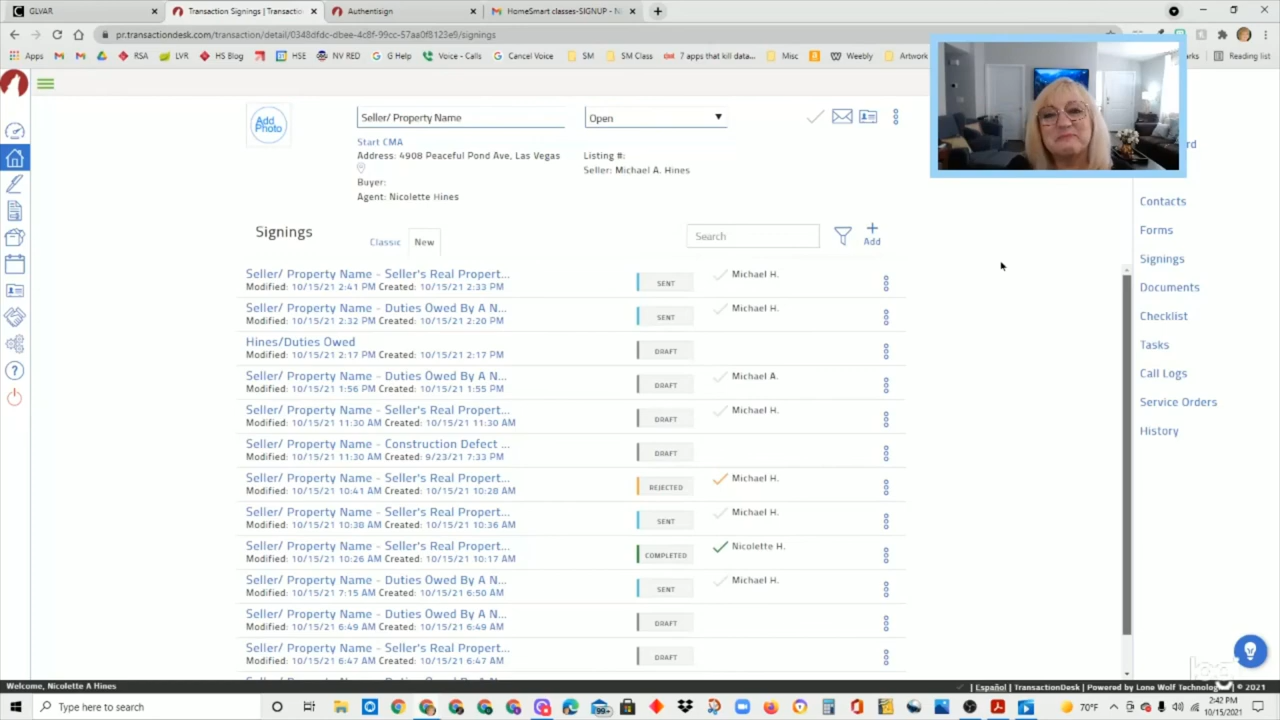 GLVAR
Transaction Signings | Transactio
Authentisign
HomeSmart classes-SIGNUP - N
pr.transactiondesk.com/transaction/detail/0348dfdc-dbee-4c8f-99cc-57aa0f8123e9/signings
Apps
RSA
LVR
HS Blog
HSE
NV RED
G Help
Voice - Calls
Cancel Voice
SM
SM Class
7 apps that kill data...
Misc
Weebly
Artwork
Reading list
Add Photo
Seller/ Property Name
Open
Start CMA
Address: 4908 Peaceful Pond Ave, Las Vegas
Listing #:
Seller: Michael A. Hines
Buyer:
Agent: Nicolette Hines
Signings
Classic
New
Search
Add
Contacts
Forms
Signings
Documents
Checklist
Tasks
Call Logs
Service Orders
History
Seller/ Property Name - Seller's Real Propert...
Modified: 10/15/21 2:41 PM Created: 10/15/21 2:33 PM
SENT
Michael H.
Seller/ Property Name - Duties Owed By A N...
Modified: 10/15/21 2:32 PM Created: 10/15/21 2:20 PM
SENT
Michael H.
Hines/Duties Owed
Modified: 10/15/21 2:17 PM Created: 10/15/21 2:17 PM
DRAFT
Seller/ Property Name - Duties Owed By A N...
Modified: 10/15/21 1:56 PM Created: 10/15/21 1:55 PM
DRAFT
Michael A.
Seller/ Property Name - Seller's Real Propert...
Modified: 10/15/21 11:30 AM Created: 10/15/21 11:30 AM
DRAFT
Michael H.
Seller/ Property Name - Construction Defect ...
Modified: 10/15/21 11:30 AM Created: 9/23/21 7:33 PM
DRAFT
Seller/ Property Name - Seller's Real Propert...
Modified: 10/15/21 10:41 AM Created: 10/15/21 10:28 AM
REJECTED
Michael H.
Seller/ Property Name - Seller's Real Propert...
Modified: 10/15/21 10:38 AM Created: 10/15/21 10:36 AM
SENT
Michael H.
Seller/ Property Name - Seller's Real Propert...
Modified: 10/15/21 10:26 AM Created: 10/15/21 10:17 AM
COMPLETED
Nicolette H.
Seller/ Property Name - Duties Owed By A N...
Modified: 10/15/21 7:15 AM Created: 10/15/21 6:50 AM
SENT
Michael H.
Seller/ Property Name - Duties Owed By A N...
Modified: 10/15/21 6:49 AM Created: 10/15/21 6:49 AM
DRAFT
Seller/ Property Name - Seller's Real Propert...
Modified: 10/15/21 6:47 AM Created: 10/15/21 6:47 AM
DRAFT
Welcome, Nicolette A Hines
| Español | TransactionDesk | Powered by Lone Wolf Technolog © 2021
Type here to search
99+
70°F
2:42 PM
10/15/2021